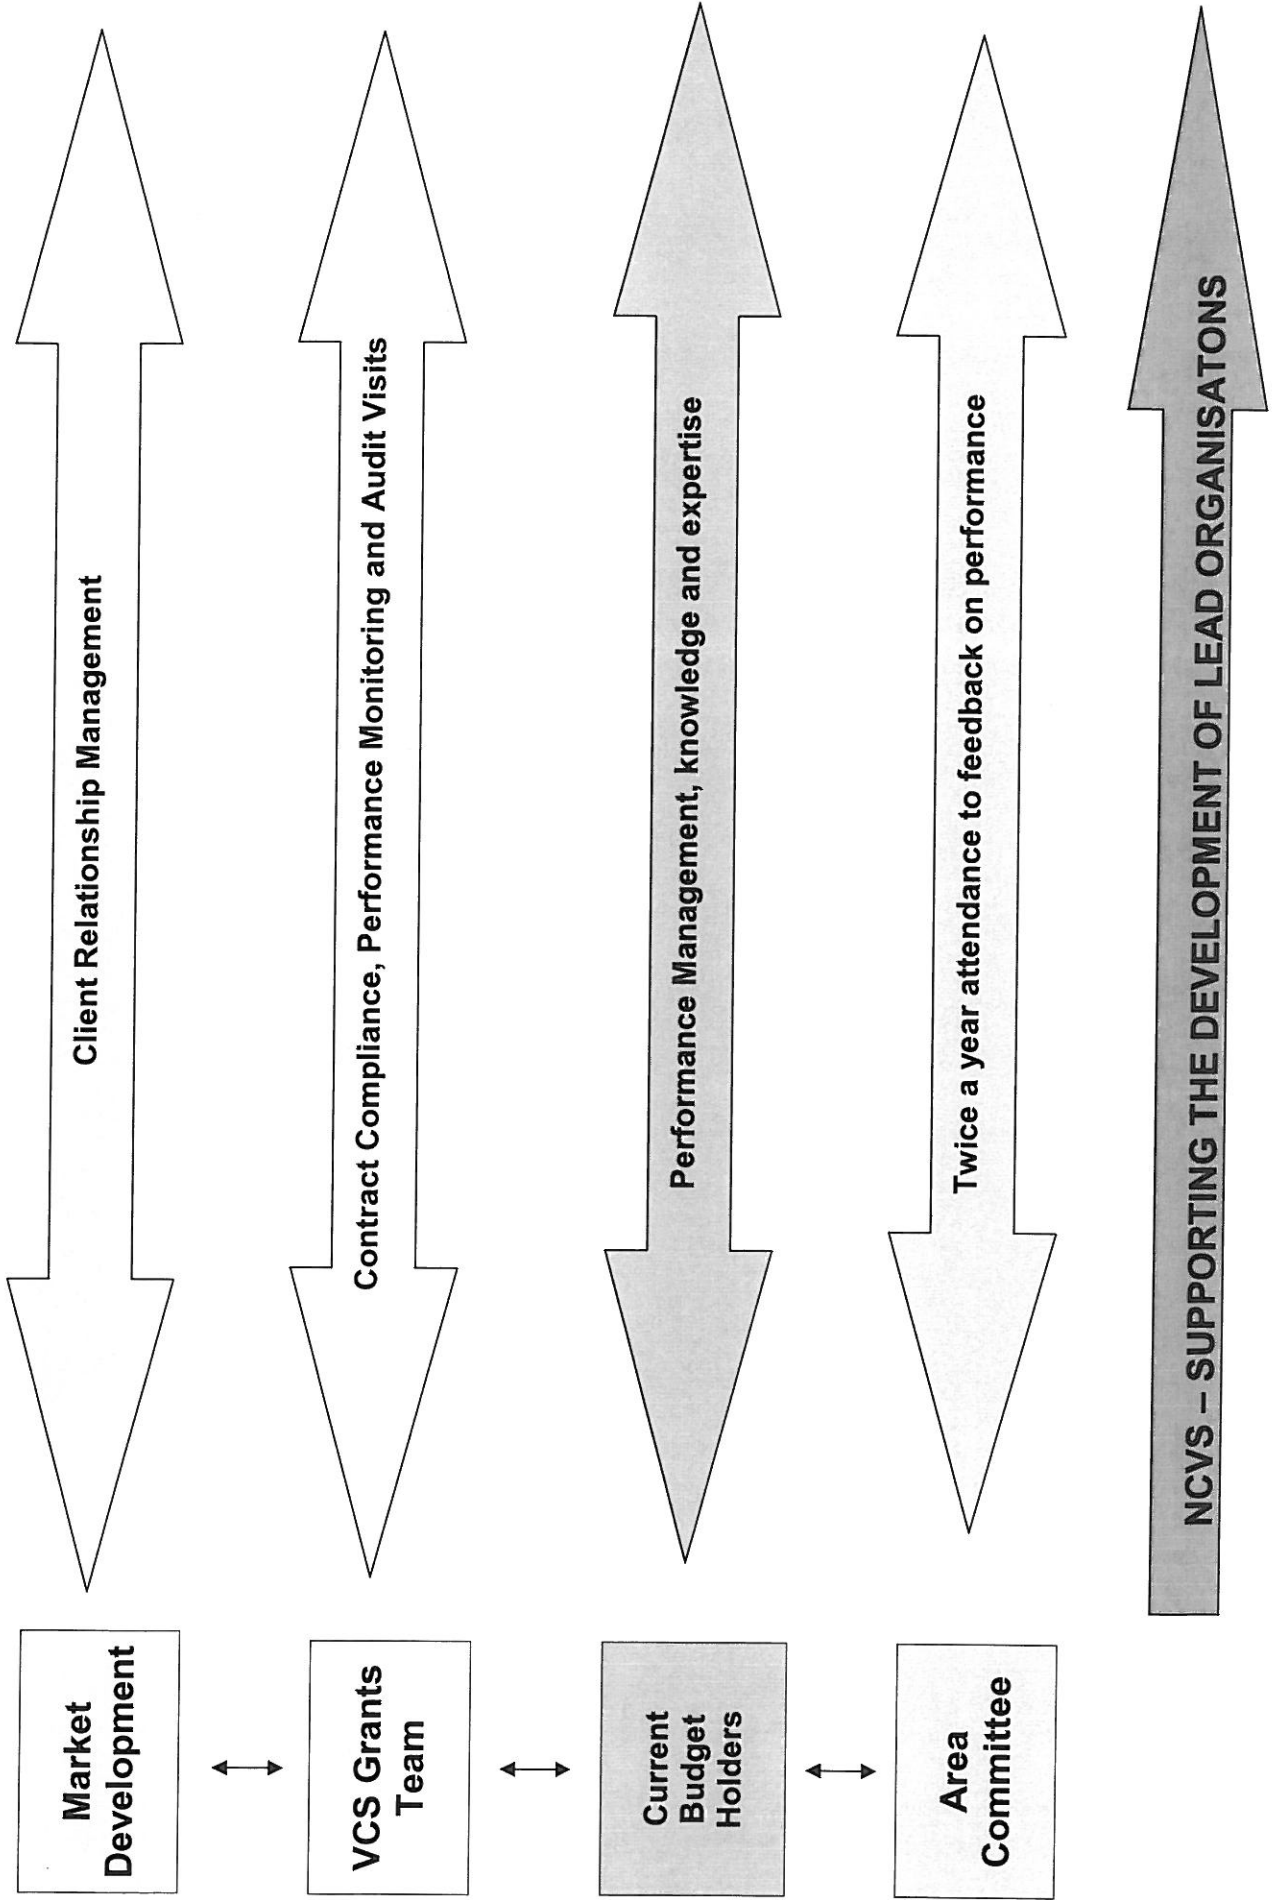 Market
Development
Client Relationship Management
VCS Grants
Team
Contract Compliance, Performance Monitoring and Audit Visits
Current
Budget
Holders
Performance Management, knowledge and expertise
Area
Committee
Twice a year attendance to feedback on performance
NCVS – SUPPORTING THE DEVELOPMENT OF LEAD ORGANISATONS